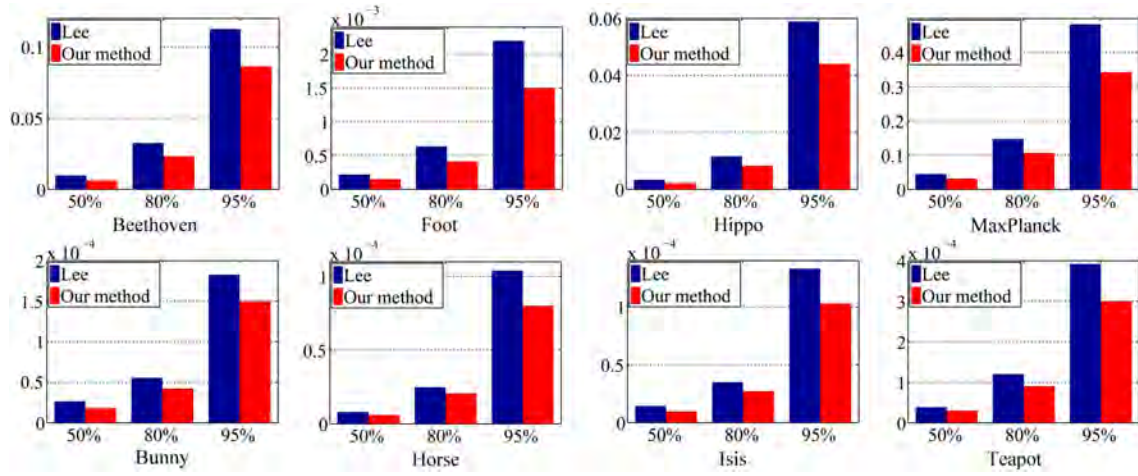 Lee
Our method
0.1
0.05
0
50% 80% 95%
Beethoven
x 10^-3
Lee
Our method
2
1.5
1
0.5
0
50% 80% 95%
Foot
0.06
Lee
Our method
0.04
0.02
0
50% 80% 95%
Hippo
Lee
Our method
0.4
0.3
0.2
0.1
0
50% 80% 95%
MaxPlanck
x 10^-4
2
Lee
Our method
1.5
1
0.5
0
50% 80% 95%
Bunny
x 10^-4
Lee
Our method
1
0.5
0
50% 80% 95%
Horse
x 10^-4
Lee
Our method
1
0.5
0
50% 80% 95%
Isis
x 10^-4
4
Lee
Our method
3
2
1
0
50% 80% 95%
Teapot